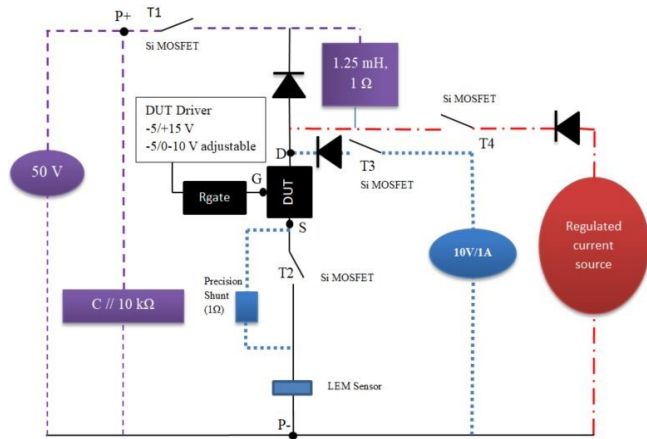 P+
T1
Si MOSFET
1.25 mH,
1 Ω
DUT Driver
-5/+15 V
-5/0-10 V adjustable
Si MOSFET
T4
D
T3
Si MOSFET
50 V
G
Rgate
DUT
S
Regulated
current
source
10V/1A
T2
Si MOSFET
Precision
Shunt
(1Ω)
C // 10 kΩ
LEM Sensor
P-